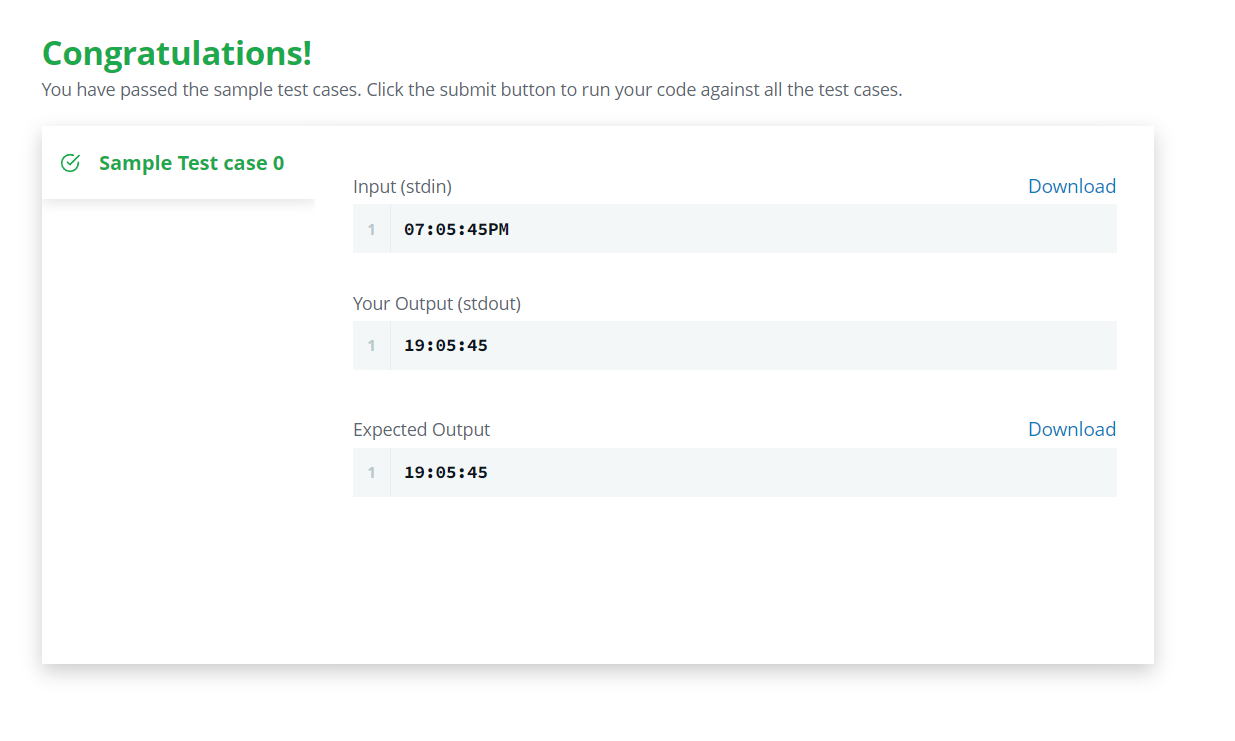 Congratulations!
You have passed the sample test cases. Click the submit button to run your code against all the test cases.
Sample Test case 0
Input (stdin)
Download
1
07:05:45PM
Your Output (stdout)
1
19:05:45
Expected Output
Download
1
19:05:45